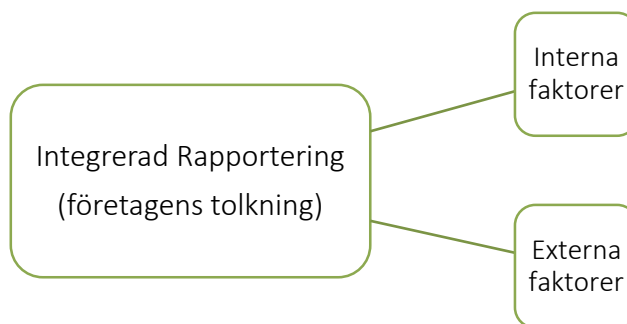 Integrerad Rapportering
(företagens tolkning)
Interna
faktorer
Externa
faktorer